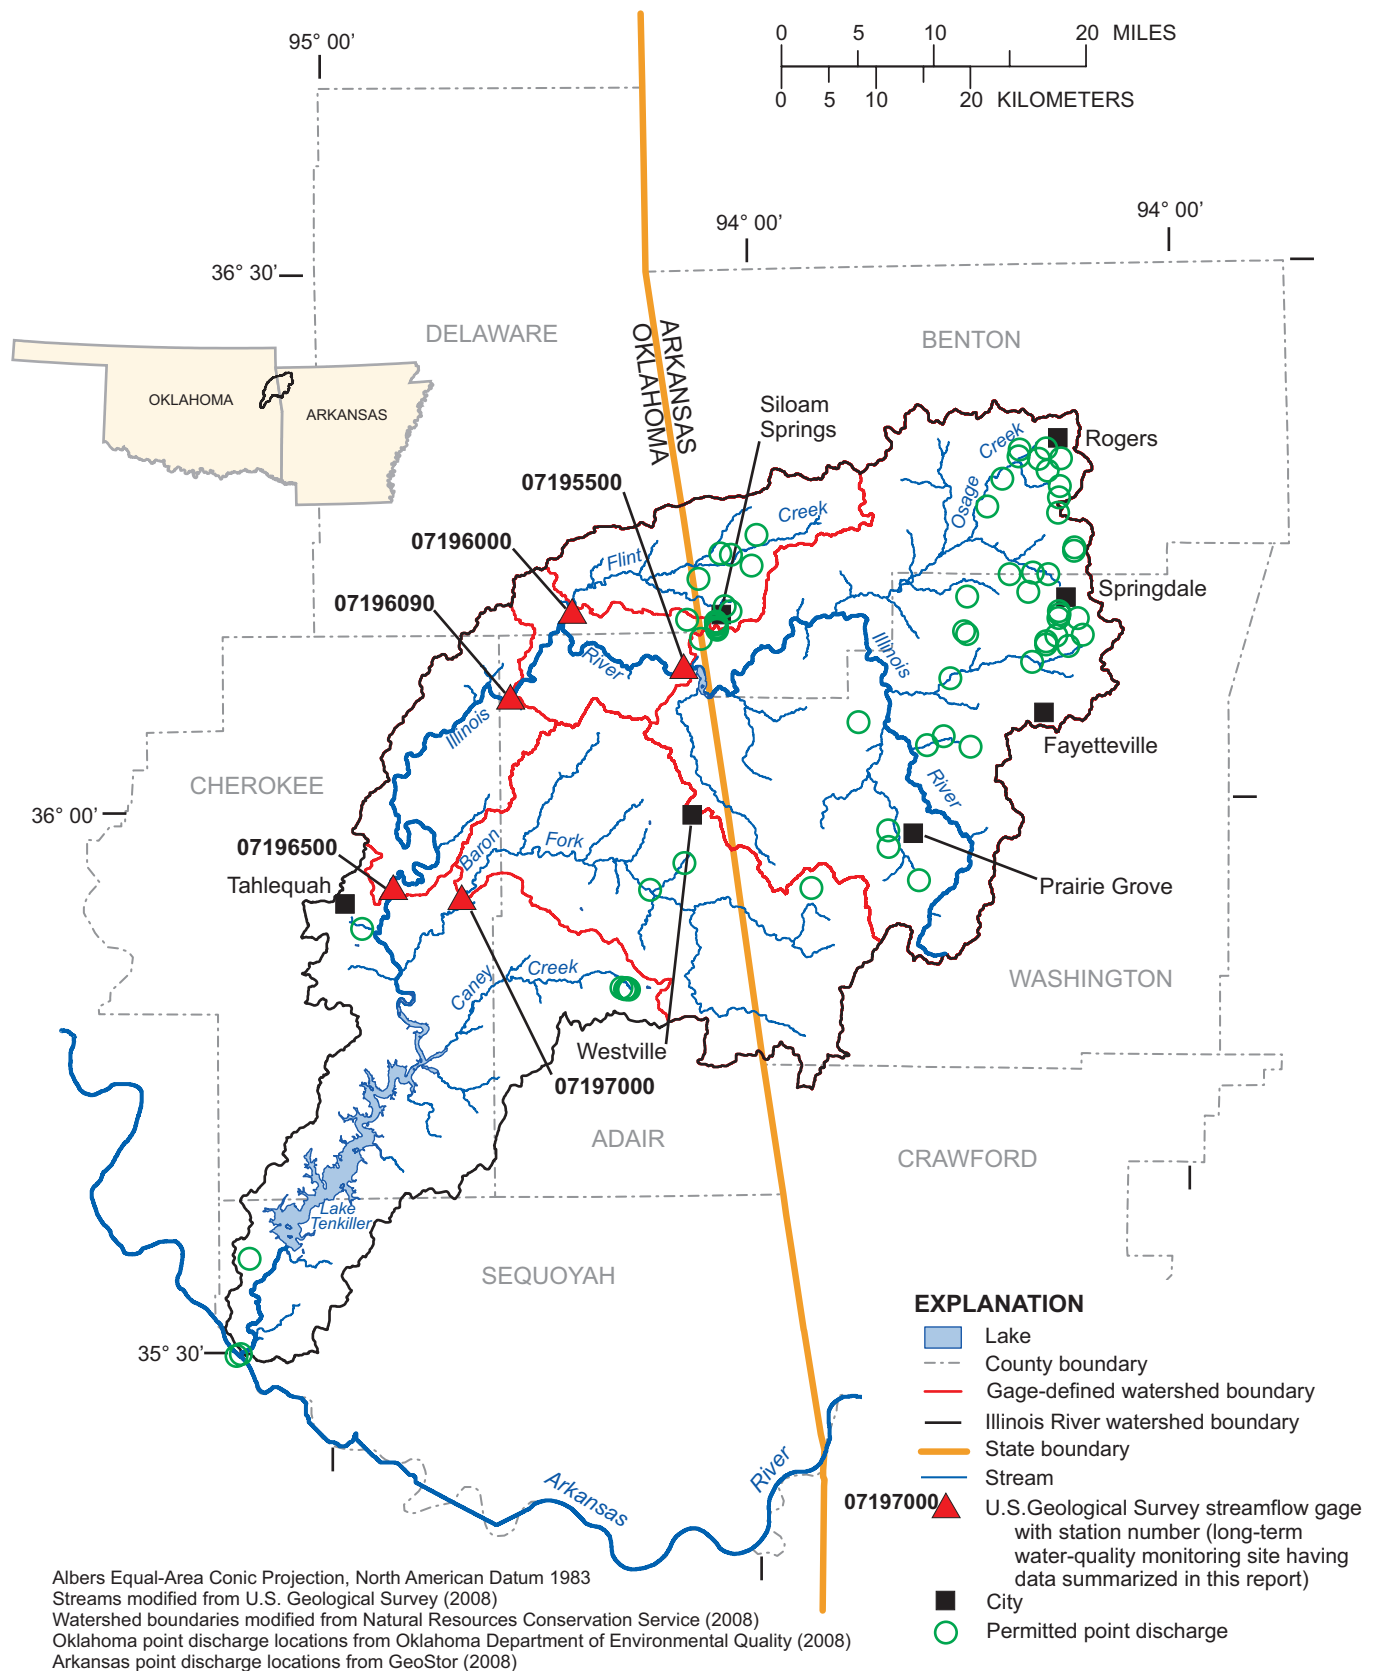 0 5 10 20 MILES
0 5 10 20 KILOMETERS
95° 00’
94° 00’
94° 00’
36° 30’
DELAWARE
BENTON
ARKANSAS
OKLAHOMA
OKLAHOMA
ARKANSAS
Siloam
Springs
Creek
Rogers
Osage
07195500
Creek
07196000
Flint
07196090
Springdale
Illinois
River
Illinois
Fayetteville
CHEROKEE
River
36° 00’
07196500
Baron
Fork
Tahlequah
Prairie Grove
Caney
Creek
WASHINGTON
Westville
07197000
ADAIR
CRAWFORD
Lake
Tenkiller
SEQUOYAH
35° 30’
Arkansas
River
EXPLANATION
Lake
County boundary
Gage-defined watershed boundary
Illinois River watershed boundary
State boundary
Stream
07197000
U.S.Geological Survey streamflow gage
with station number (long-term
water-quality monitoring site having
data summarized in this report)
City
Permitted point discharge
Albers Equal-Area Conic Projection, North American Datum 1983
Streams modified from U.S. Geological Survey (2008)
Watershed boundaries modified from Natural Resources Conservation Service (2008)
Oklahoma point discharge locations from Oklahoma Department of Environmental Quality (2008)
Arkansas point discharge locations from GeoStor (2008)